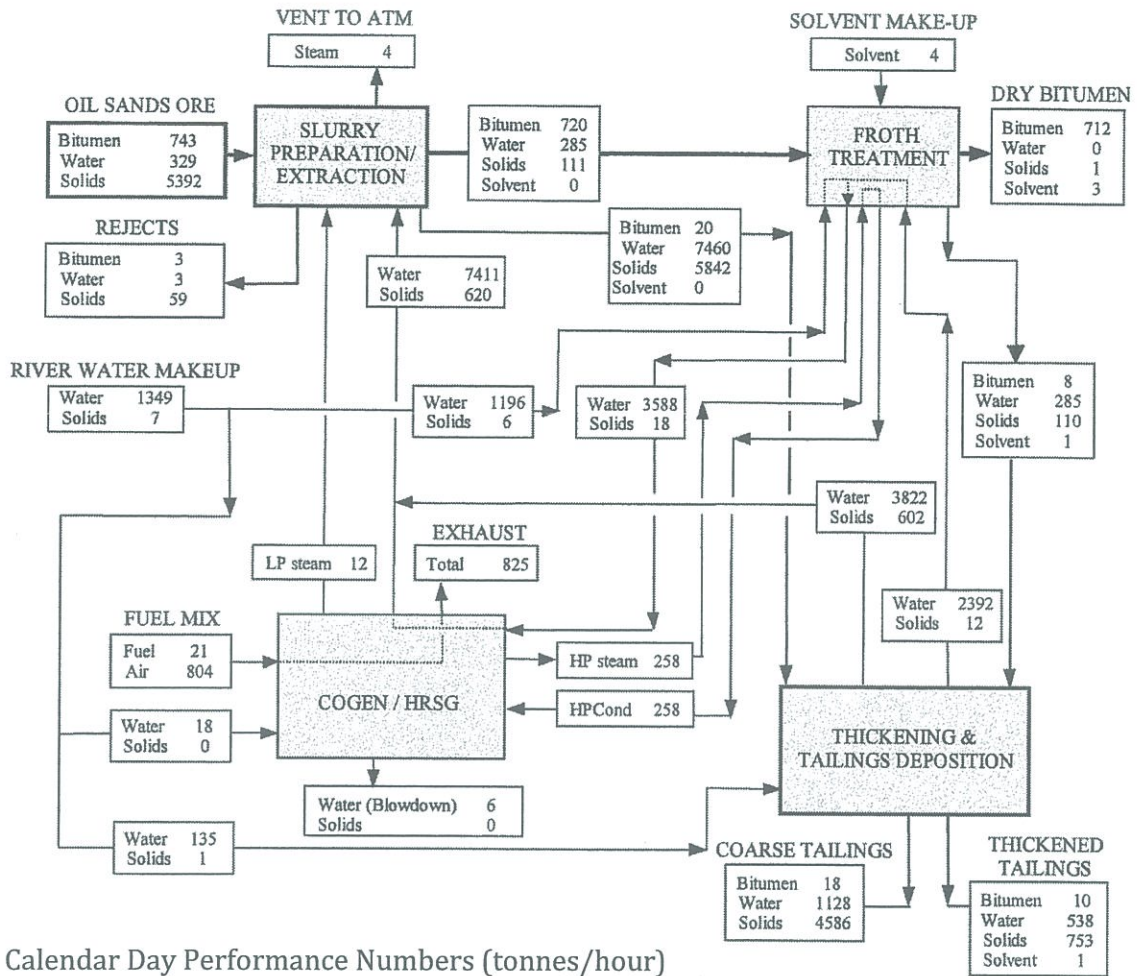 VENT TO ATM
Steam 4
SOLVENT MAKE-UP
Solvent 4
OIL SANDS ORE
Bitumen 743
Water 329
Solids 5392
SLURRY
PREPARATION/
EXTRACTION
Bitumen 720
Water 285
Solids 111
Solvent 0
FROTH
TREATMENT
DRY BITUMEN
Bitumen 712
Water 0
Solids 1
Solvent 3
REJECTS
Bitumen 3
Water 3
Solids 59
Water 7411
Solids 620
Bitumen 20
Water 7460
Solids 5842
Solvent 0
RIVER WATER MAKEUP
Water 1349
Solids 7
Water 1196
Solids 6
Water 3588
Solids 18
Bitumen 8
Water 285
Solids 110
Solvent 1
Water 3822
Solids 602
EXHAUST
Total 825
LP steam 12
Water 2392
Solids 12
FUEL MIX
Fuel 21
Air 804
HP steam 258
COGEN / HRSG
HPCond 258
Water 18
Solids 0
THICKENING &
TAILINGS DEPOSITION
Water (Blowdown) 6
Solids 0
Water 135
Solids 1
COARSE TAILINGS
Bitumen 18
Water 1128
Solids 4586
THICKENED
TAILINGS
Bitumen 10
Water 538
Solids 753
Solvent 1
Calendar Day Performance Numbers (tonnes/hour)